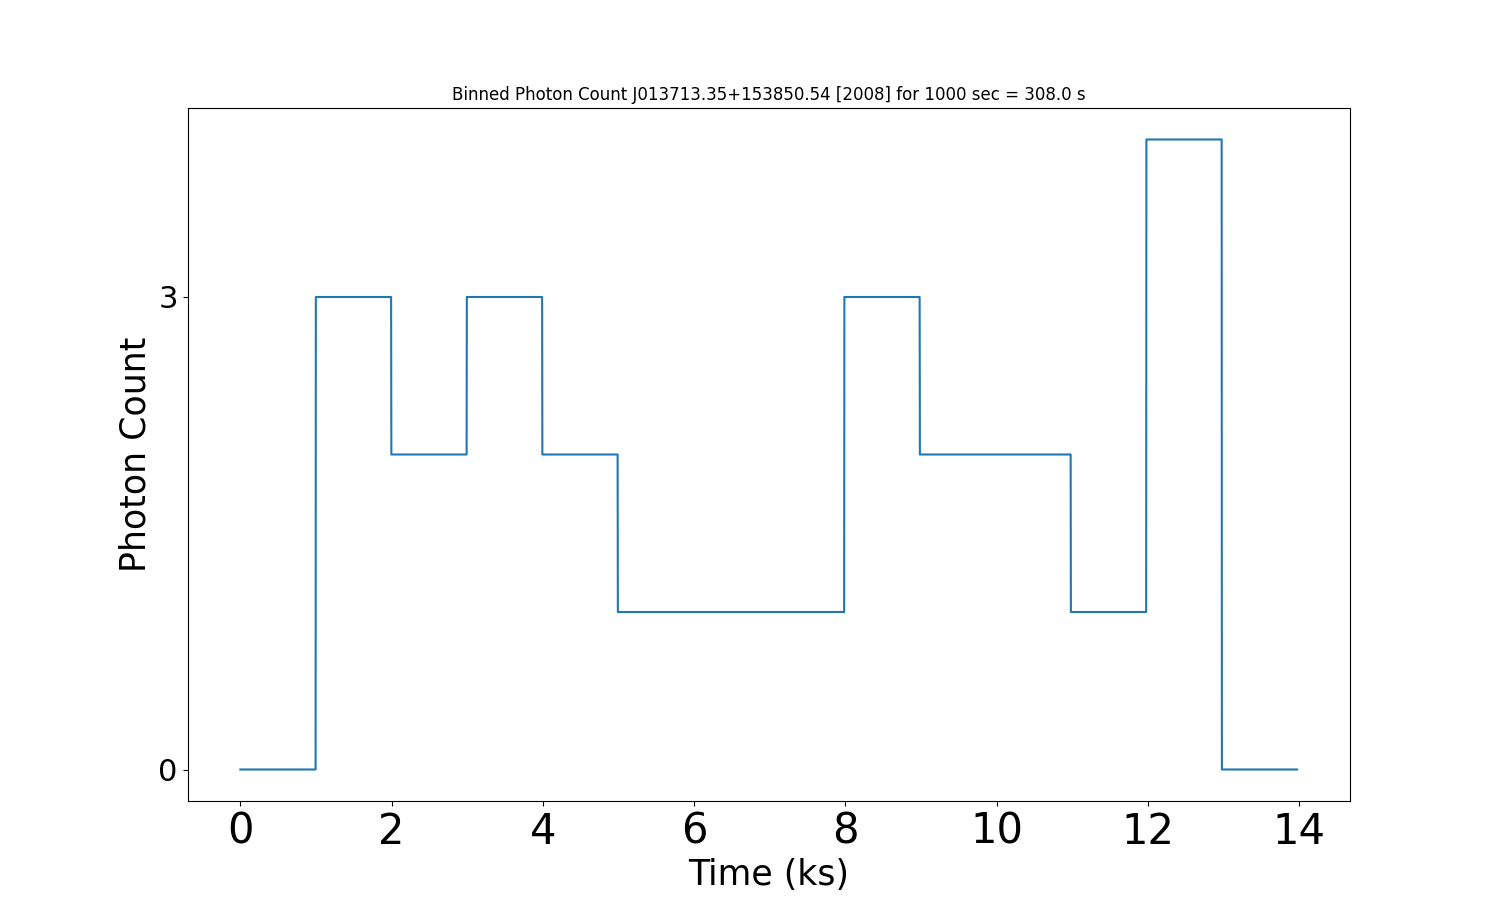 Binned Photon Count J013713.35+153850.54 [2008] for 1000 sec = 308.0 s
Photon Count
3
0
0 2 4 6 8 10 12 14
Time (ks)